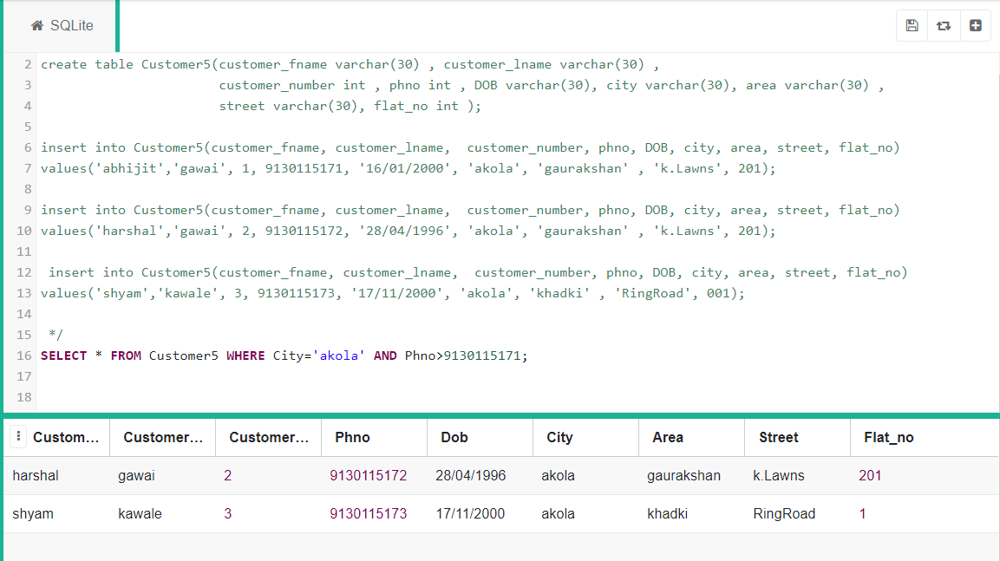 SQLite
2 create table Customer5(customer_fname varchar(30) , customer_lname varchar(30) ,
3 customer_number int , phno int , DOB varchar(30), city varchar(30), area varchar(30) ,
4 street varchar(30), flat_no int );
5
6 insert into Customer5(customer_fname, customer_lname,  customer_number, phno, DOB, city, area, street, flat_no)
7 values('abhijit','gawai', 1, 9130115171, '16/01/2000', 'akola', 'gaurakshan' , 'k.Lawns', 201);
8
9 insert into Customer5(customer_fname, customer_lname,  customer_number, phno, DOB, city, area, street, flat_no)
10 values('harshal','gawai', 2, 9130115172, '28/04/1996', 'akola', 'gaurakshan' , 'k.Lawns', 201);
11
12  insert into Customer5(customer_fname, customer_lname,  customer_number, phno, DOB, city, area, street, flat_no)
13 values('shyam','kawale', 3, 9130115173, '17/11/2000', 'akola', 'khadki' , 'RingRoad', 001);
14
15  */
16 SELECT * FROM Customer5 WHERE City='akola' AND Phno>9130115171;
17
18
Custom... Customer... Customer... Phno Dob City Area Street Flat_no
harshal gawai 2 9130115172 28/04/1996 akola gaurakshan k.Lawns 201
shyam kawale 3 9130115173 17/11/2000 akola khadki RingRoad 1